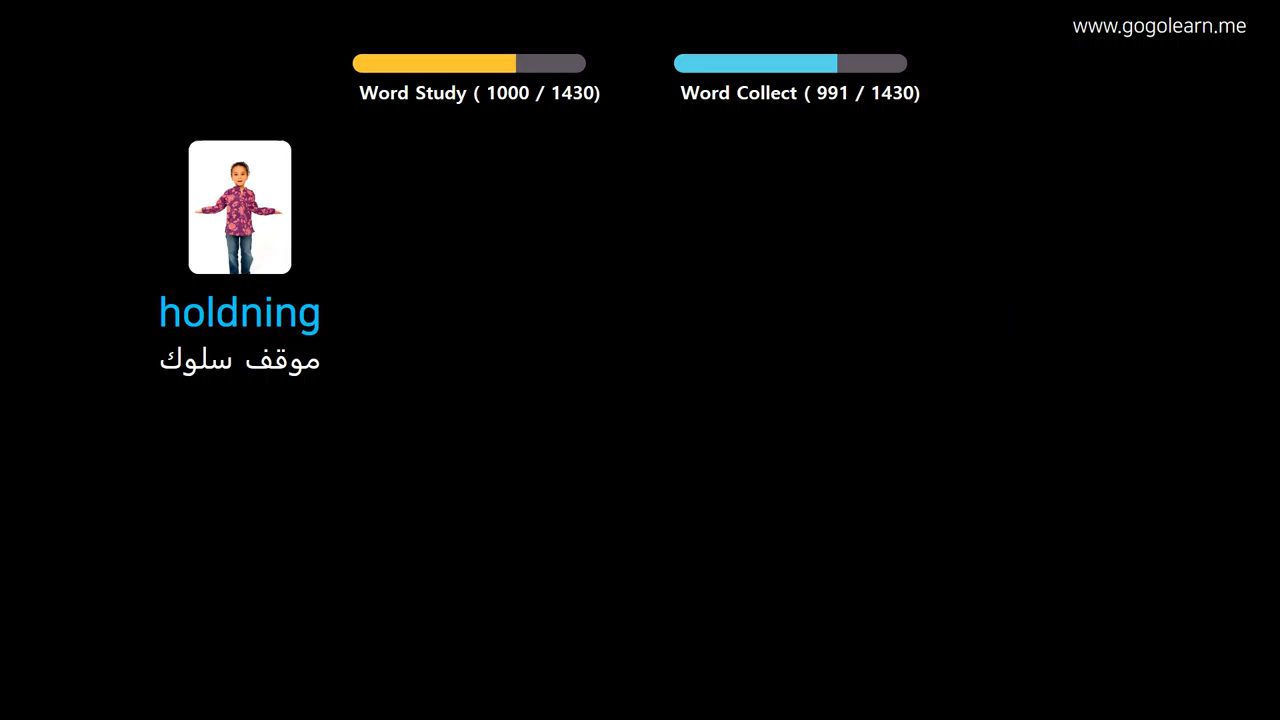 www.gogolearn.me
Word Study ( 1000 / 1430)
Word Collect ( 991 / 1430)
holdning
موقف سلوك